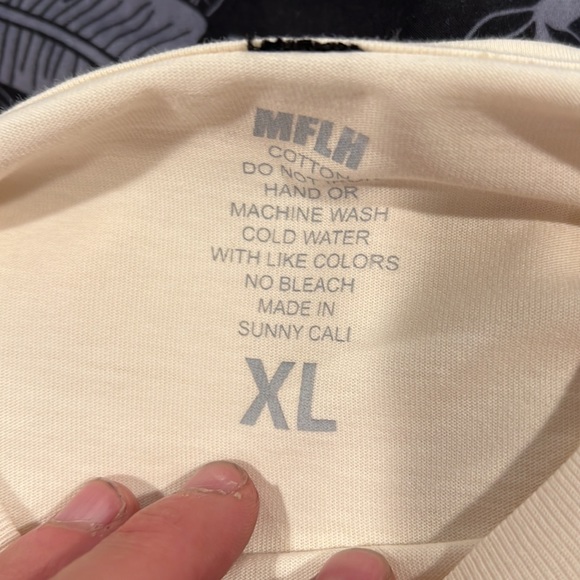 MFLH
COTTON
DO NOT
HAND OR
MACHINE WASH
COLD WATER
WITH LIKE COLORS
NO BLEACH
MADE IN
SUNNY CALI
XL